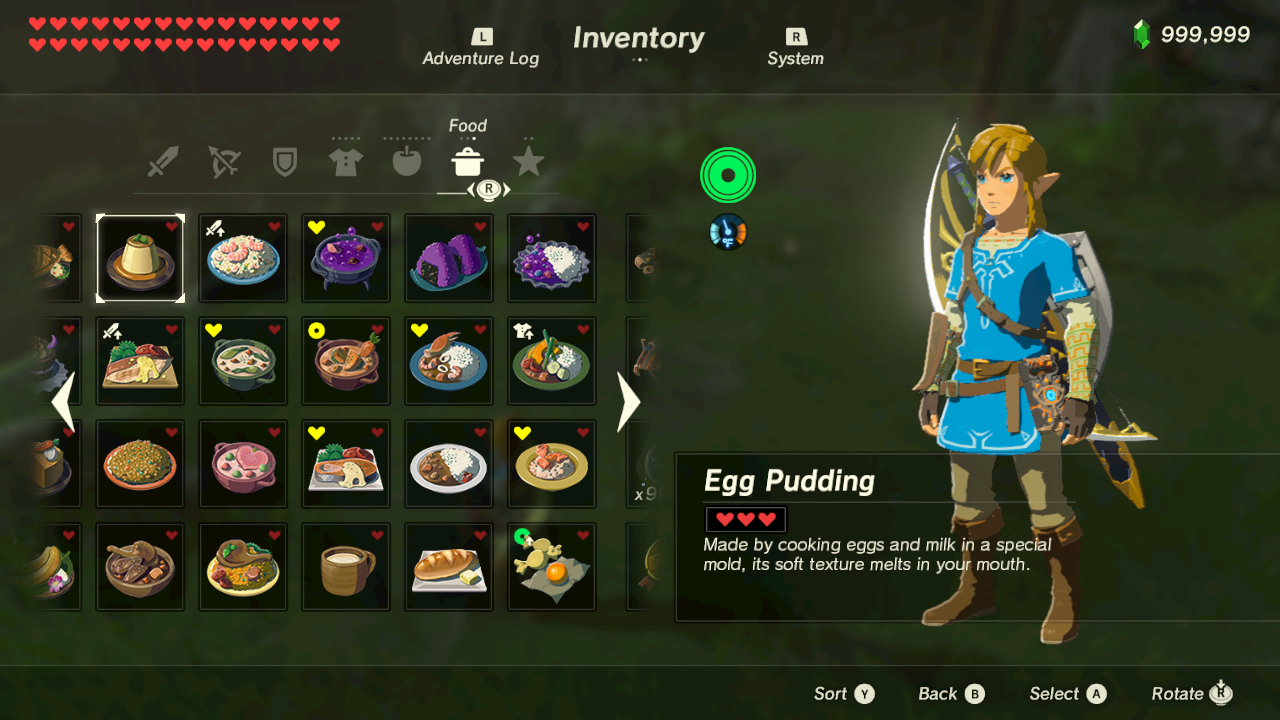 L
Adventure Log
Inventory
R
System
999,999
Food
R
°F
x9
Egg Pudding
Made by cooking eggs and milk in a special
mold, its soft texture melts in your mouth.
Sort Y
Back B
Select A
Rotate R